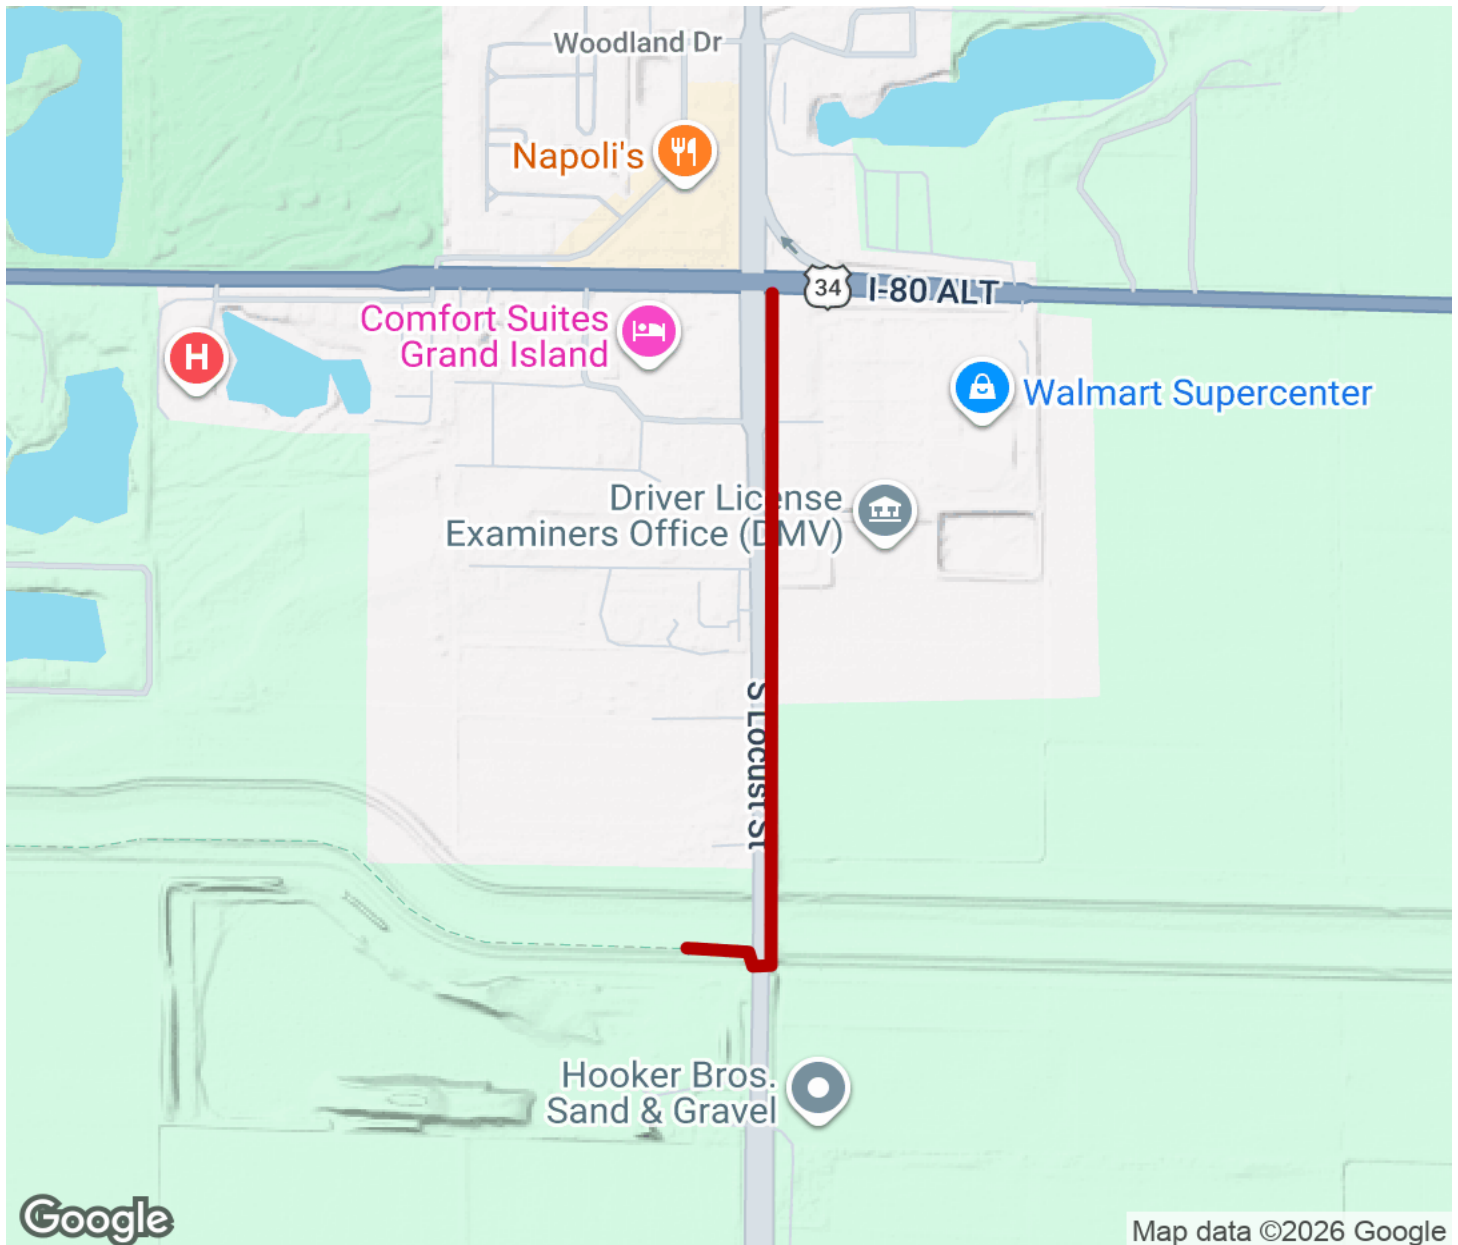 Woodland Dr
Napoli's
34
I-80 ALT
Comfort Suites
Grand Island
H
Walmart Supercenter
Driver License
Examiners Office (DMV)
S Locust St
Hooker Bros.
Sand & Gravel
Google
Map data ©2026 Google